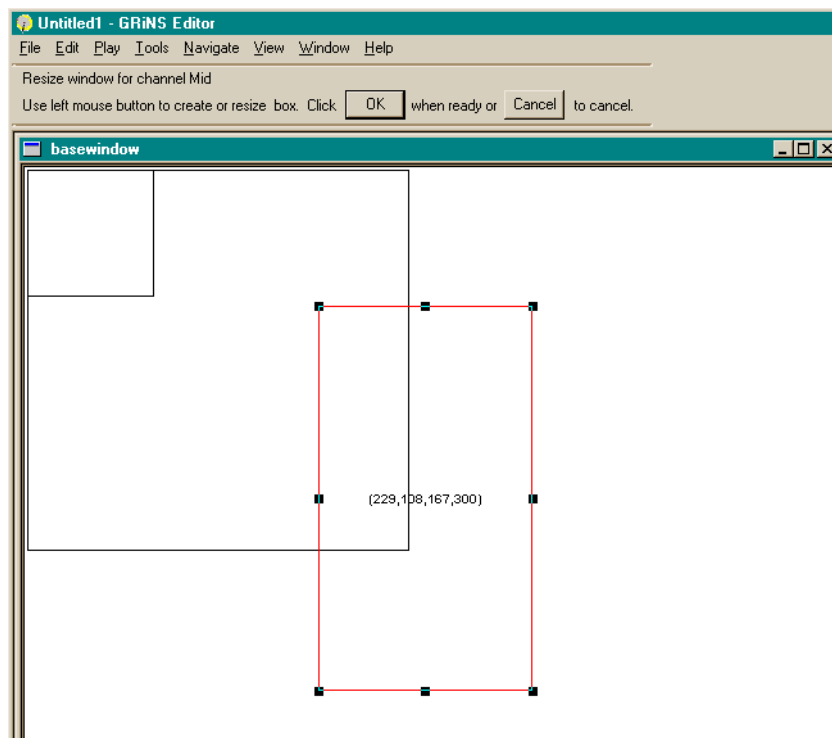 Untitled1 - GRiNS Editor
File Edit Play Tools Navigate View Window Help
Resize window for channel Mid
Use left mouse button to create or resize box. Click OK when ready or Cancel to cancel.
basewindow
(229,108,167,300)